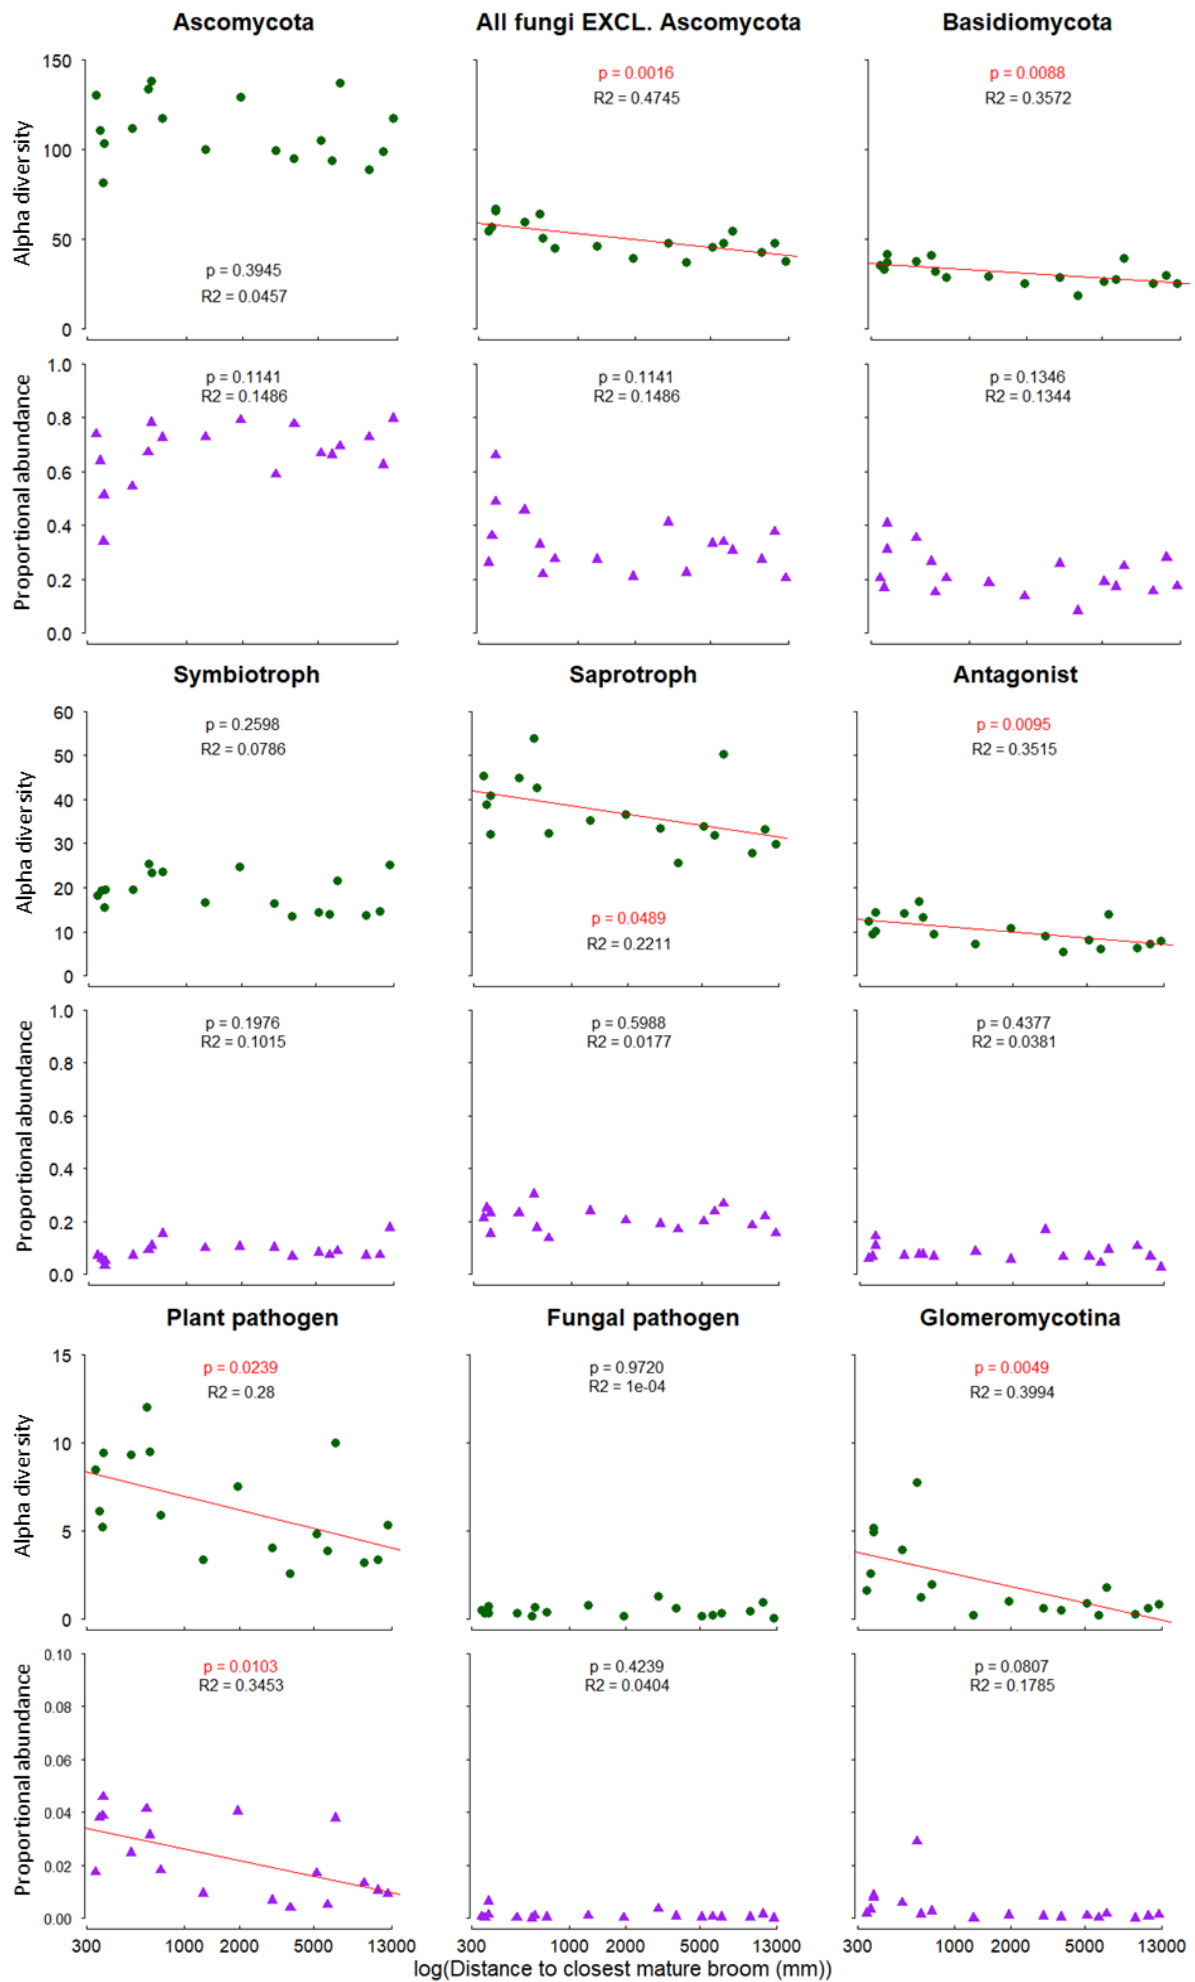 Ascomycota
All fungi EXCL. Ascomycota
Basidiomycota
Alpha diversity
150
100
50
0
p = 0.3945
R2 = 0.0457
p = 0.0016
R2 = 0.4745
p = 0.0088
R2 = 0.3572
Proportional abundance
1.0
0.8
0.6
0.4
0.2
0.0
p = 0.1141
R2 = 0.1486
p = 0.1141
R2 = 0.1486
p = 0.1346
R2 = 0.1344
Symbiotroph
Saprotroph
Antagonist
Alpha diversity
60
50
40
30
20
10
0
p = 0.2598
R2 = 0.0786
p = 0.0489
R2 = 0.2211
p = 0.0095
R2 = 0.3515
Proportional abundance
1.0
0.8
0.6
0.4
0.2
0.0
p = 0.1976
R2 = 0.1015
p = 0.5988
R2 = 0.0177
p = 0.4377
R2 = 0.0381
Plant pathogen
Fungal pathogen
Glomeromycotina
Alpha diversity
15
10
5
0
p = 0.0239
R2 = 0.28
p = 0.9720
R2 = 1e-04
p = 0.0049
R2 = 0.3994
Proportional abundance
0.10
0.08
0.06
0.04
0.02
0.00
p = 0.0103
R2 = 0.3453
p = 0.4239
R2 = 0.0404
p = 0.0807
R2 = 0.1785
300 1000 2000 5000 13000
300 1000 2000 5000 13000
300 1000 2000 5000 13000
log(Distance to closest mature broom (mm))